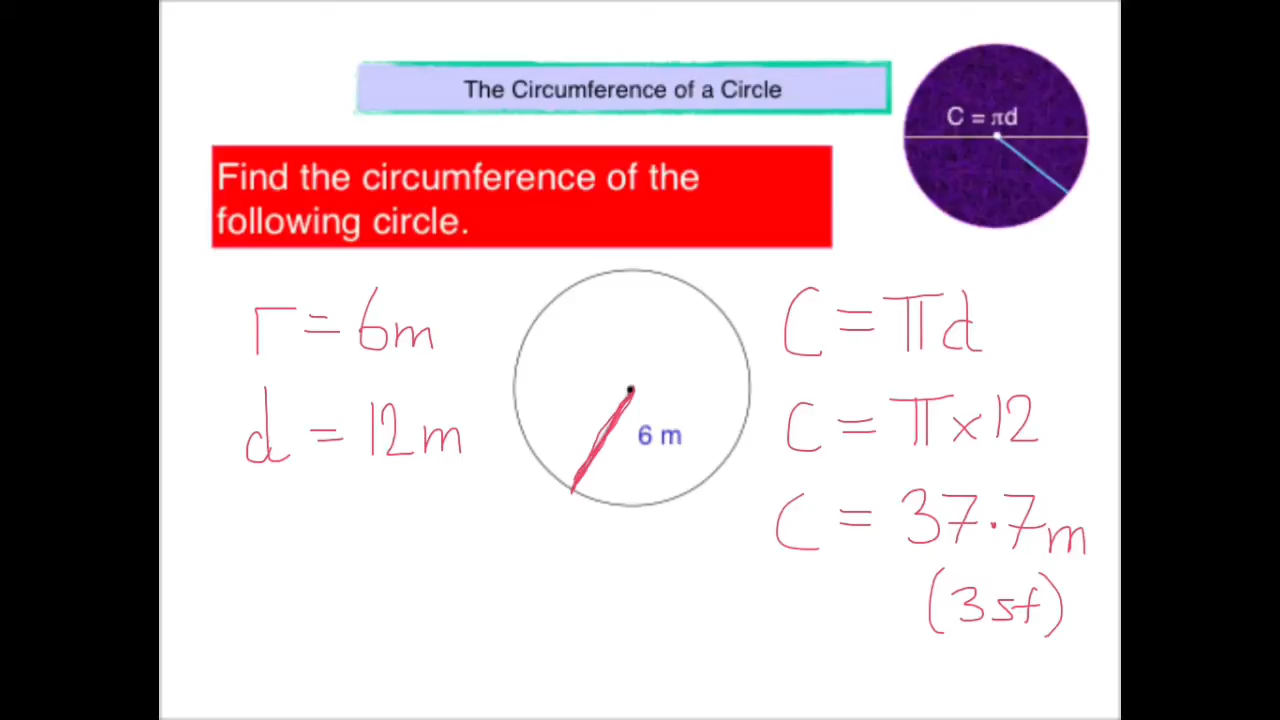 The Circumference of a Circle
C = πd
Find the circumference of the
following circle.
r = 6m
d = 12m
6 m
C = πd
C = π × 12
C = 37·7m
(3sf)